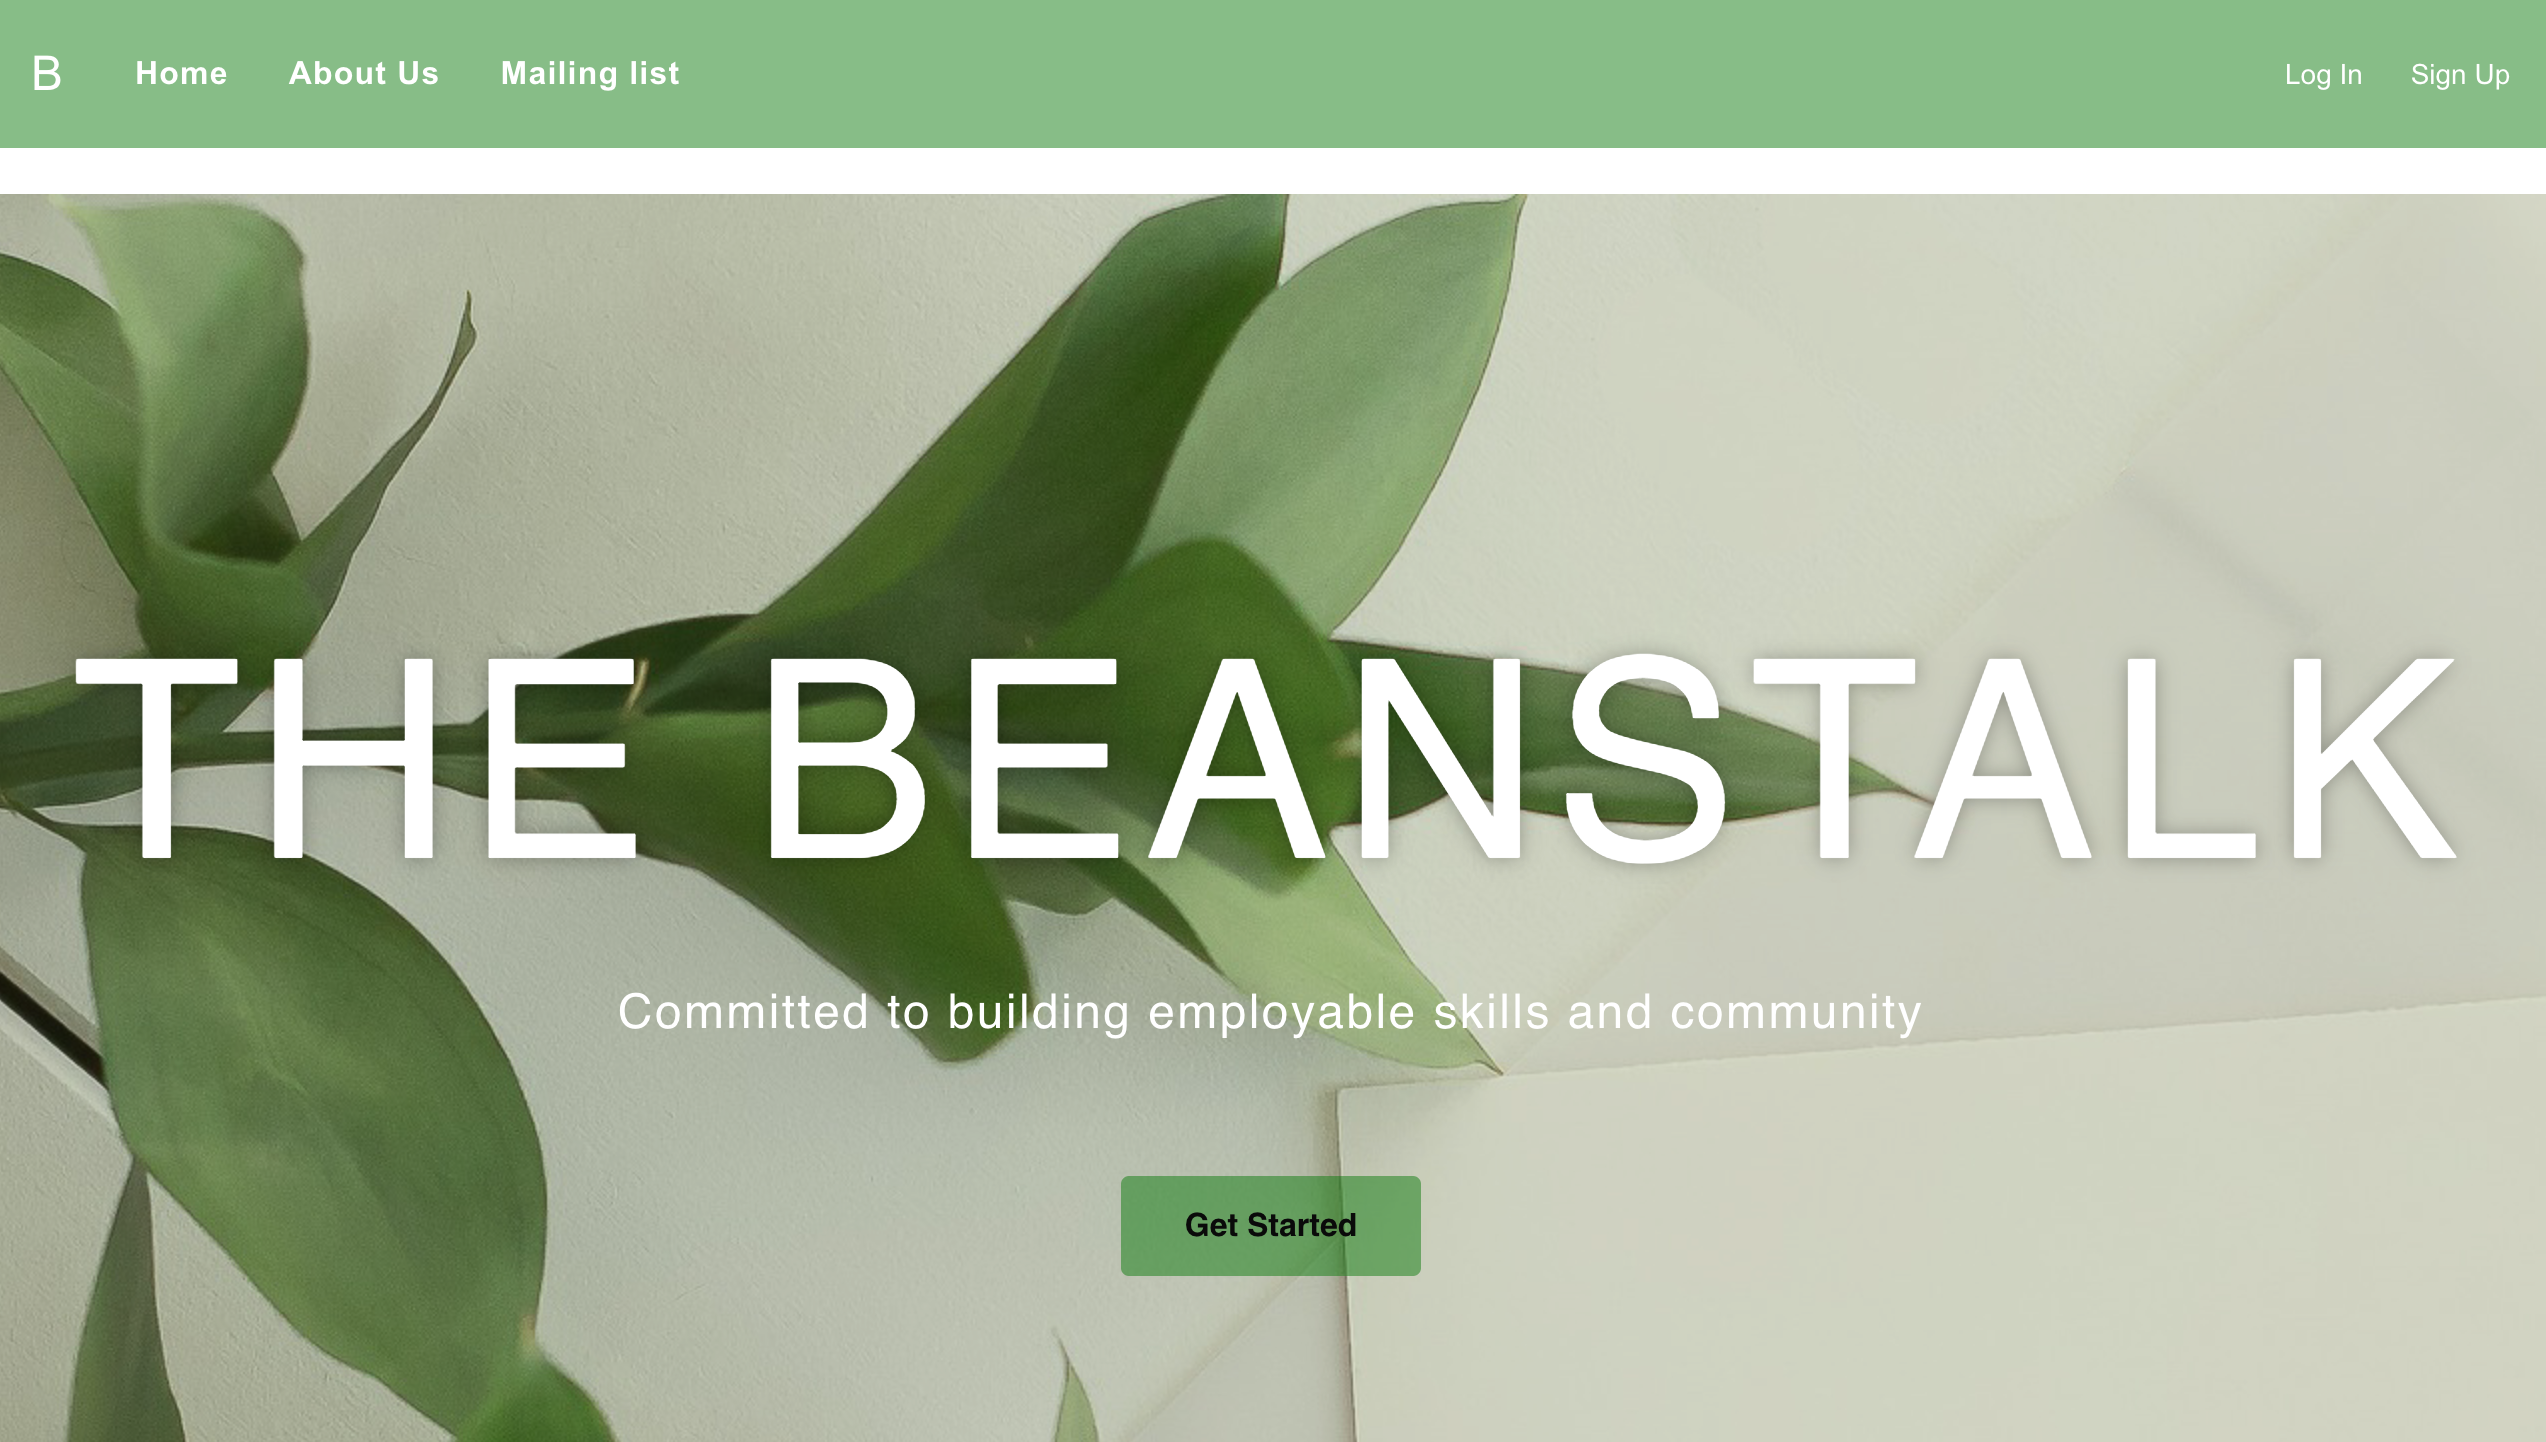 B Home About Us Mailing list Log In Sign Up
THE BEANSTALK
Committed to building employable skills and community
Get Started